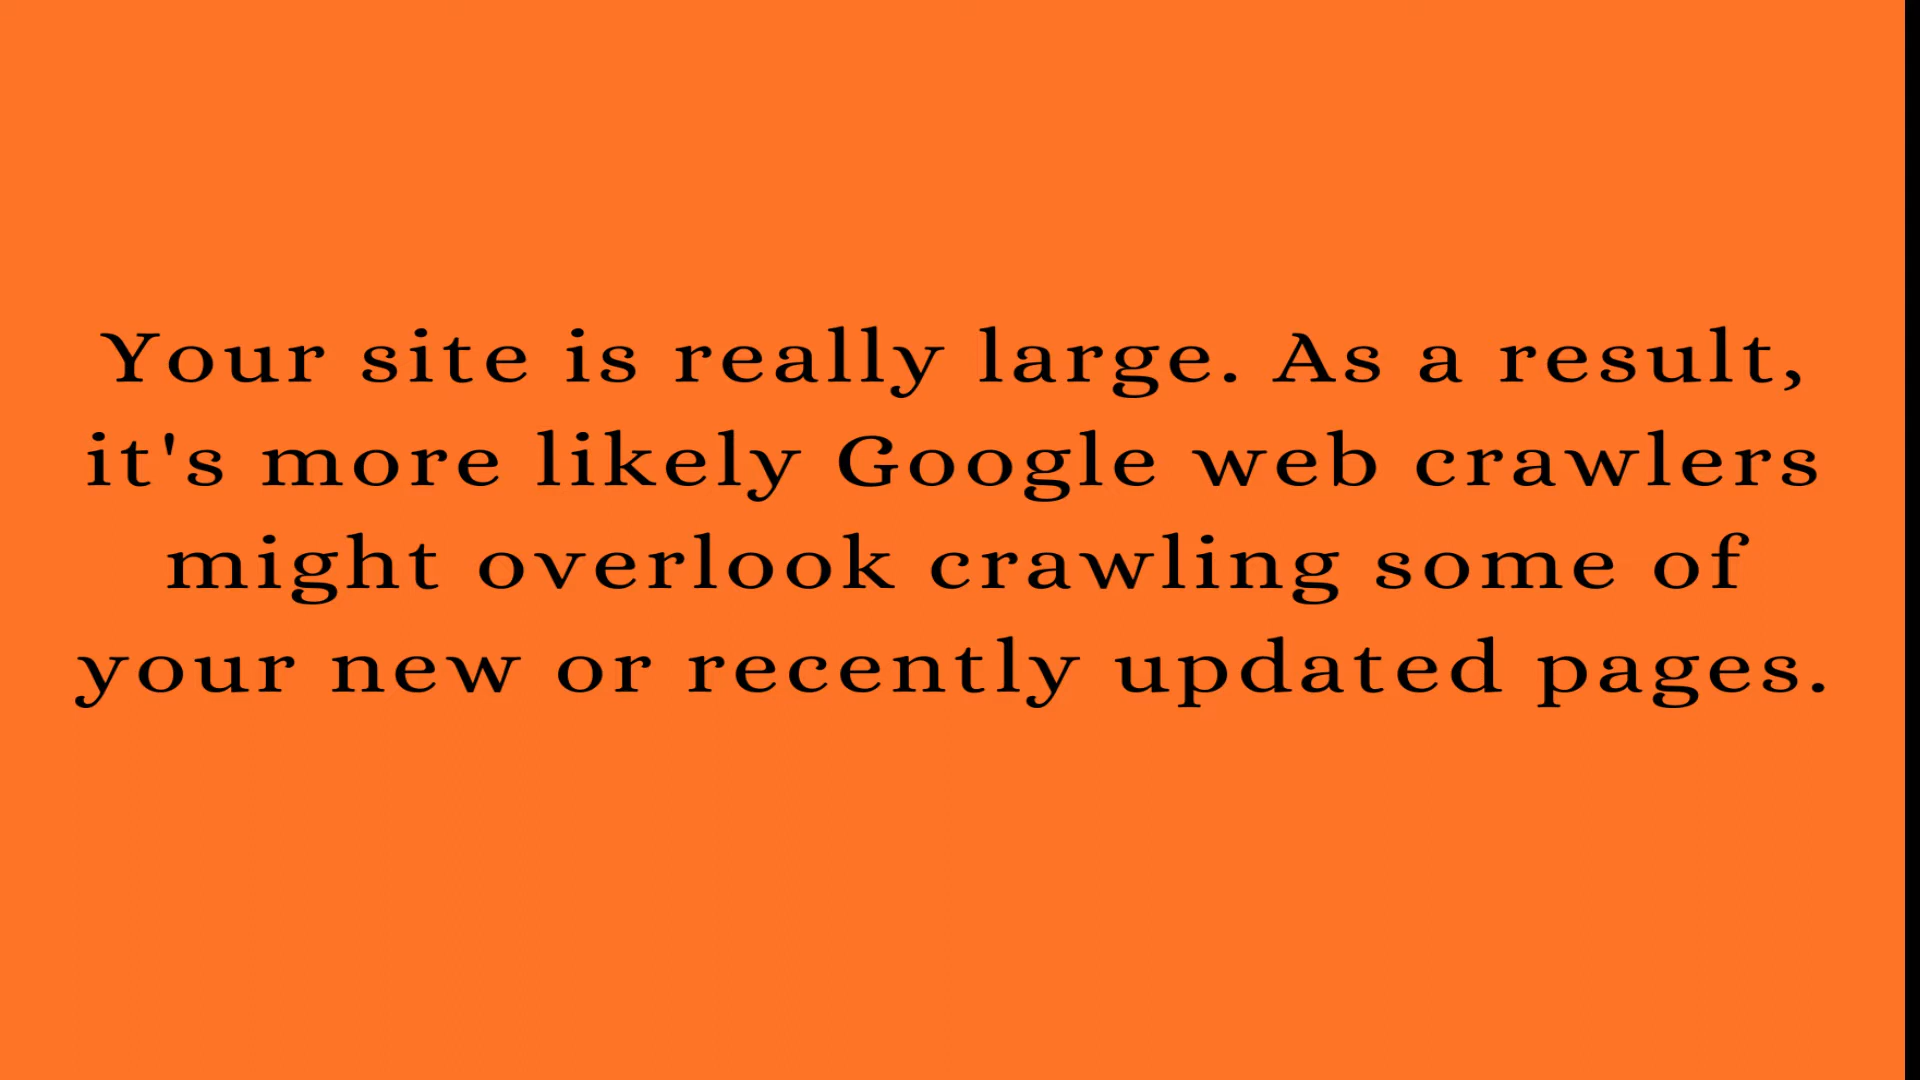 Your site is really large. As a result,
it's more likely Google web crawlers
might overlook crawling some of
your new or recently updated pages.